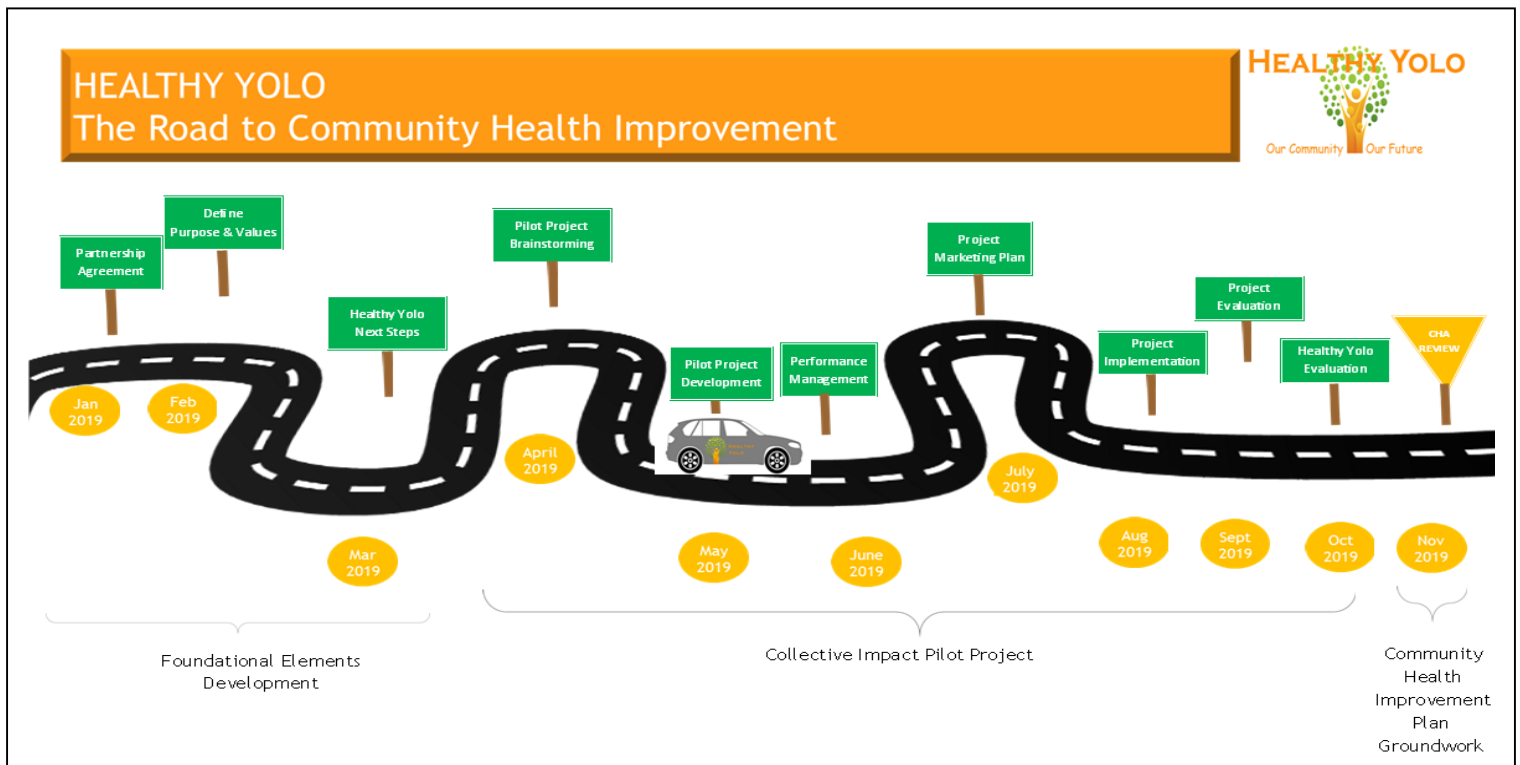 HEALTHY YOLO
The Road to Community Health Improvement
HEALTHY YOLO
Our Community Our Future
Partnership
Agreement
Define
Purpose & Values
Healthy Yolo
Next Steps
Pilot Project
Brainstorming
Pilot Project
Development
Performance
Management
Project
Marketing Plan
Project
Implementation
Project
Evaluation
Healthy Yolo
Evaluation
CHA
REVIEW
HEALTHY
YOLO
Jan
2019
Feb
2019
Mar
2019
April
2019
May
2019
June
2019
July
2019
Aug
2019
Sept
2019
Oct
2019
Nov
2019
Foundational Elements
Development
Collective Impact Pilot Project
Community
Health
Improvement
Plan
Groundwork